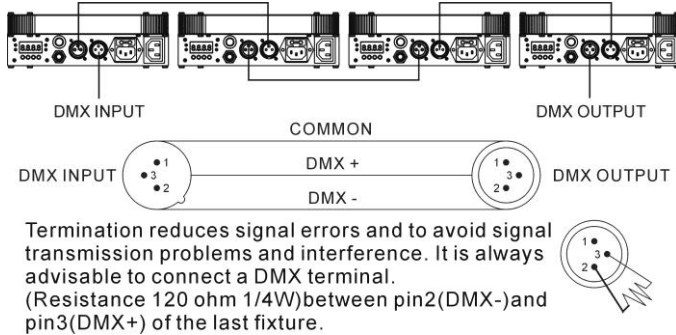 DMX INPUT
DMX OUTPUT
COMMON
DMX INPUT
1
3
2
DMX +
DMX -
1
3
2
DMX OUTPUT
Termination reduces signal errors and to avoid signal
transmission problems and interference. It is always
advisable to connect a DMX terminal.
(Resistance 120 ohm 1/4W)between pin2(DMX-)and
pin3(DMX+) of the last fixture.
1
3
2